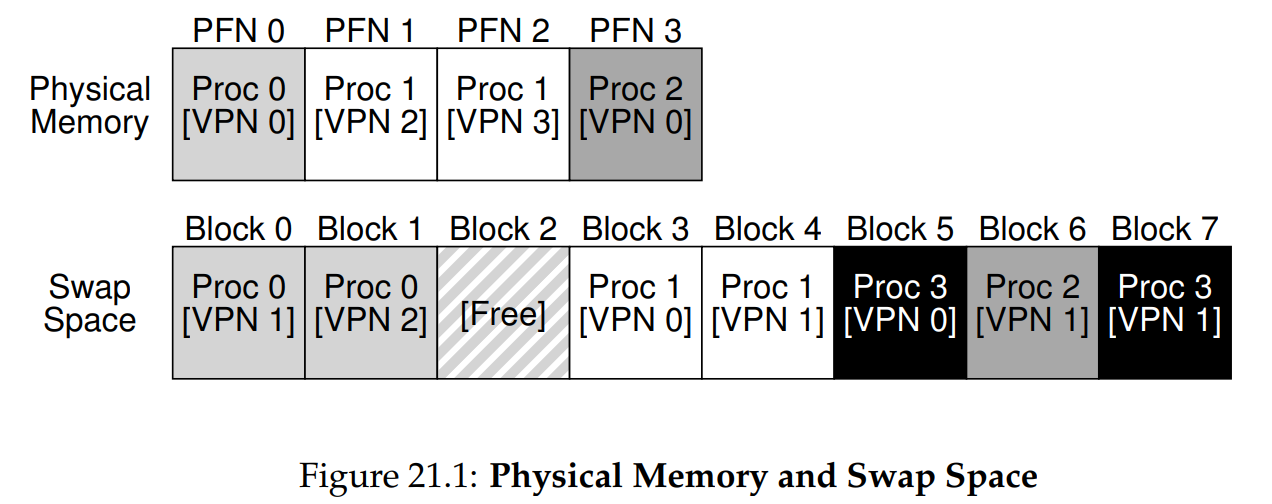 PFN 0 PFN 1 PFN 2 PFN 3
Physical Memory
Proc 0 [VPN 0]
Proc 1 [VPN 2]
Proc 1 [VPN 3]
Proc 2 [VPN 0]
Block 0 Block 1 Block 2 Block 3 Block 4 Block 5 Block 6 Block 7
Swap Space
Proc 0 [VPN 1]
Proc 0 [VPN 2]
[Free]
Proc 1 [VPN 0]
Proc 1 [VPN 1]
Proc 3 [VPN 0]
Proc 2 [VPN 1]
Proc 3 [VPN 1]
Figure 21.1: Physical Memory and Swap Space